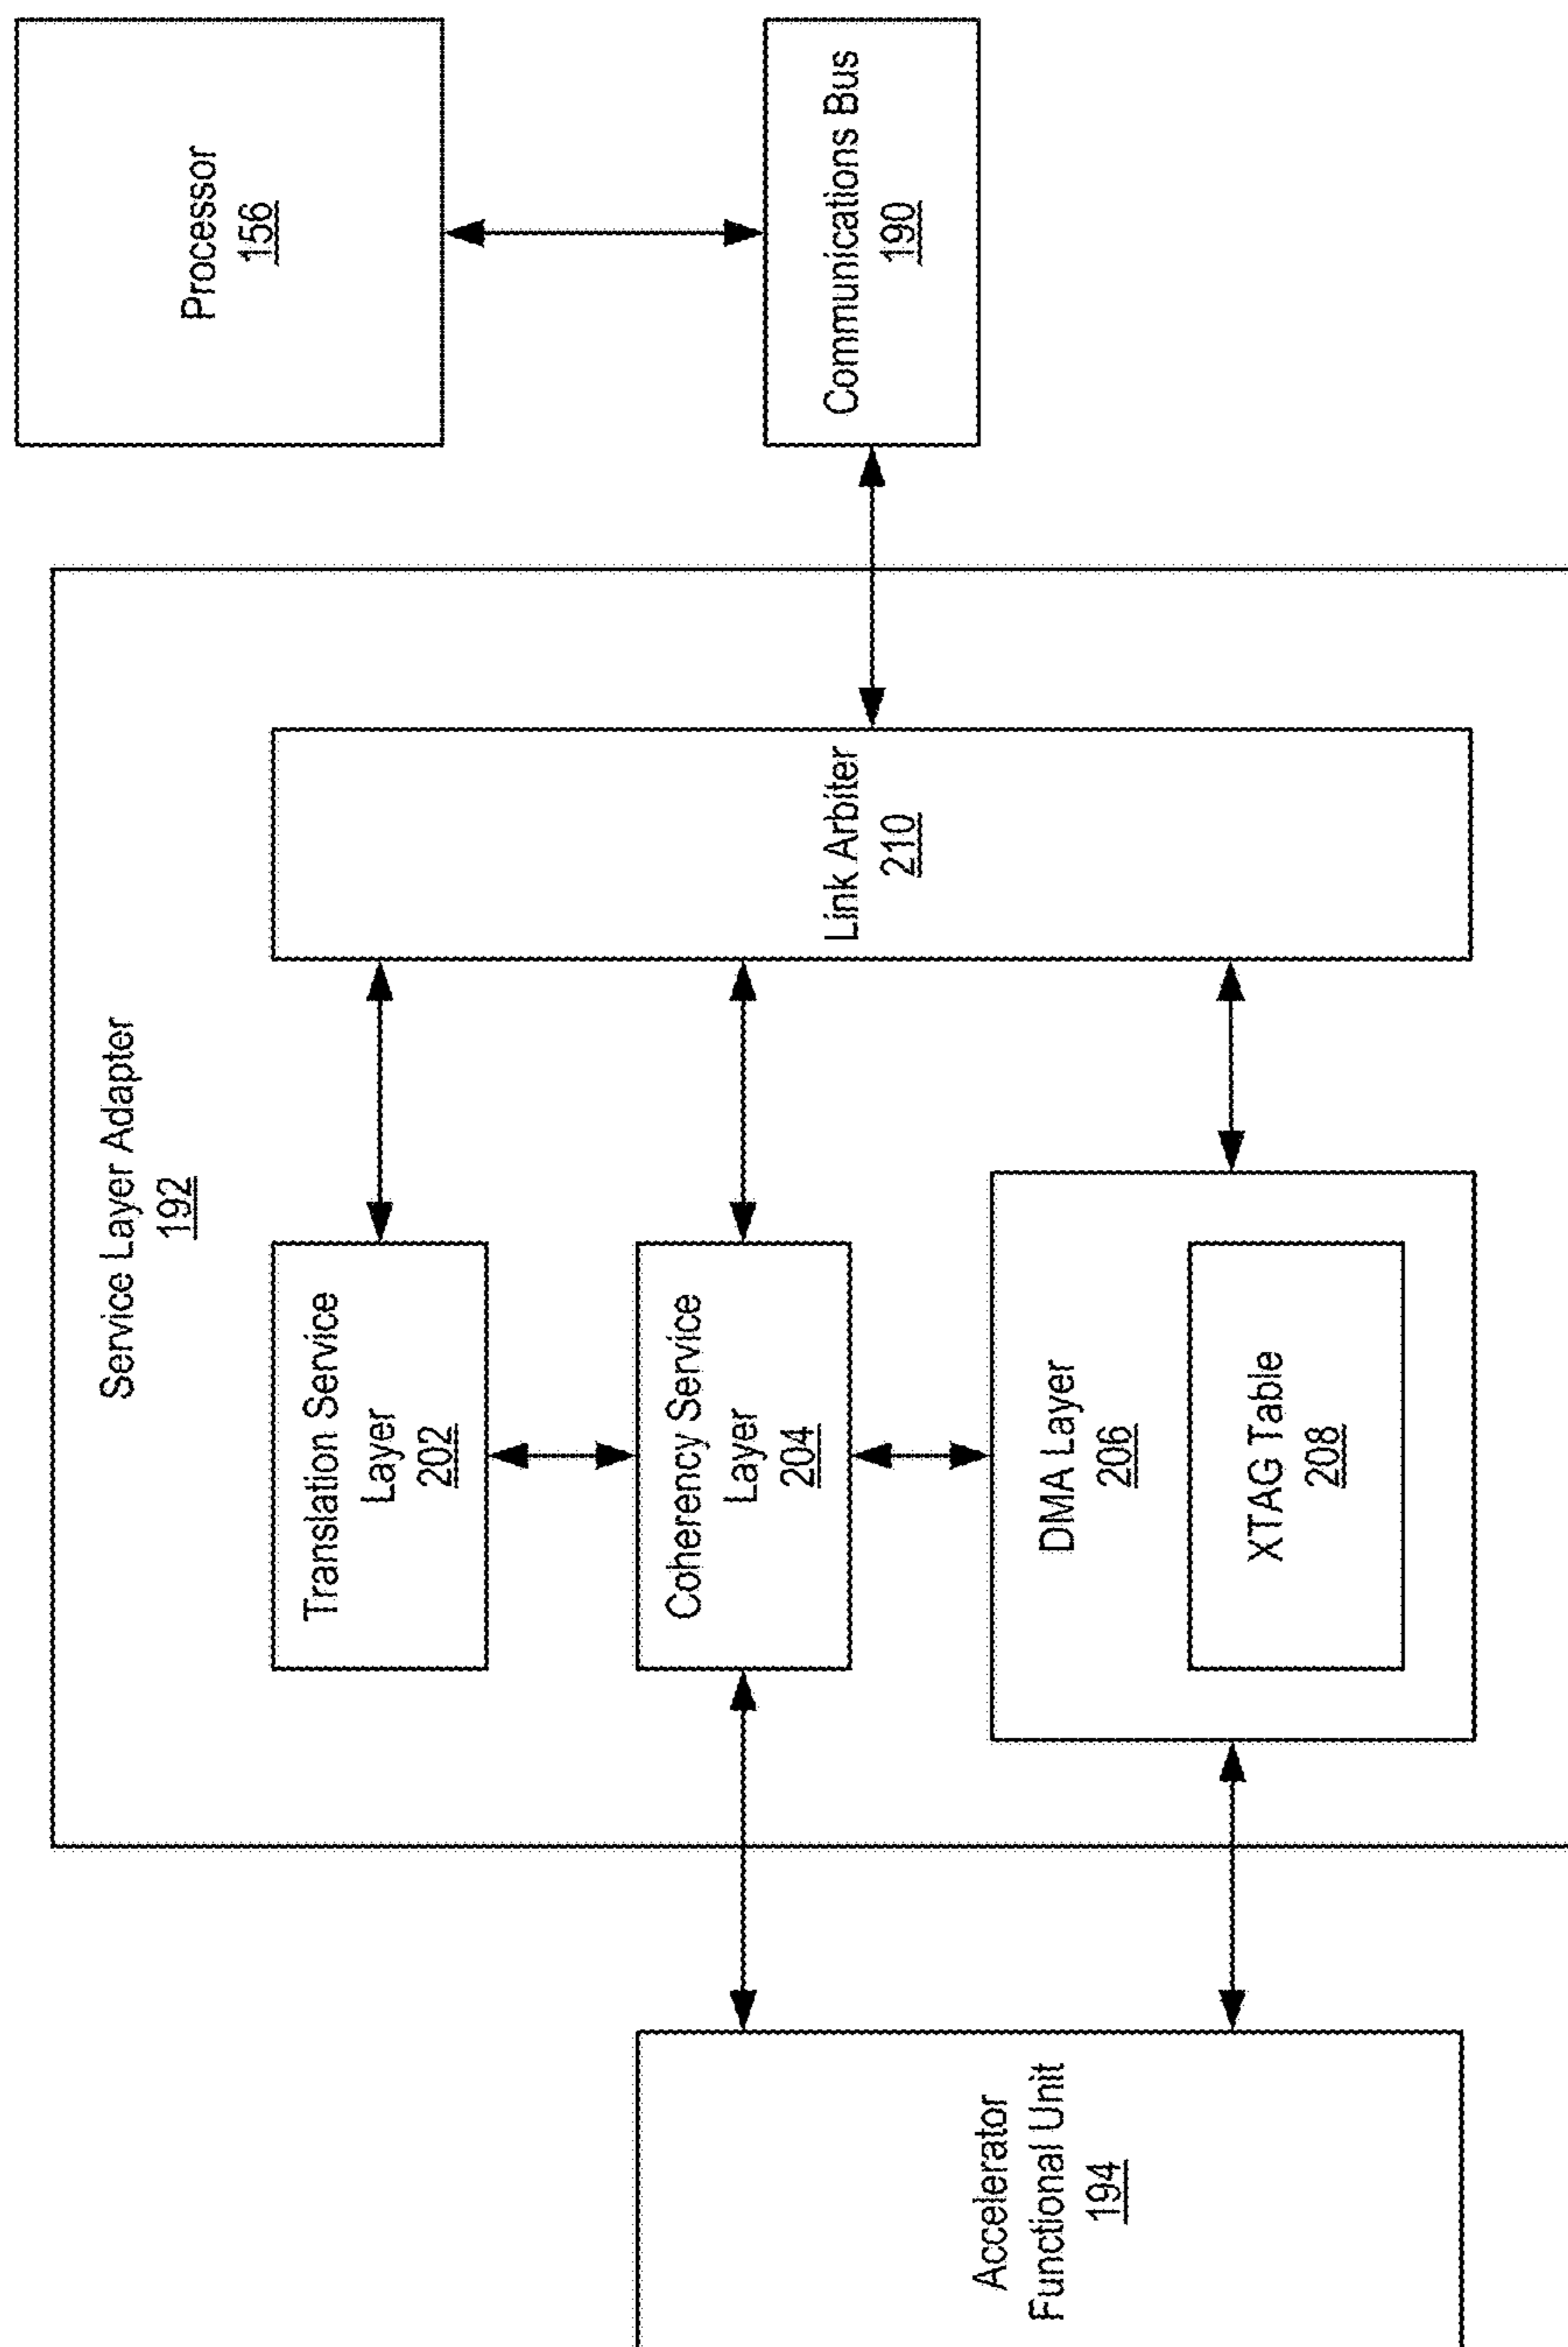 Processor
156
Communications Bus
190
Service Layer Adapter
192
Link Arbiter
210
Translation Service
Layer
202
Coherency Service
Layer
204
DMA Layer
206
XTAG Table
208
Accelerator
Functional Unit
194